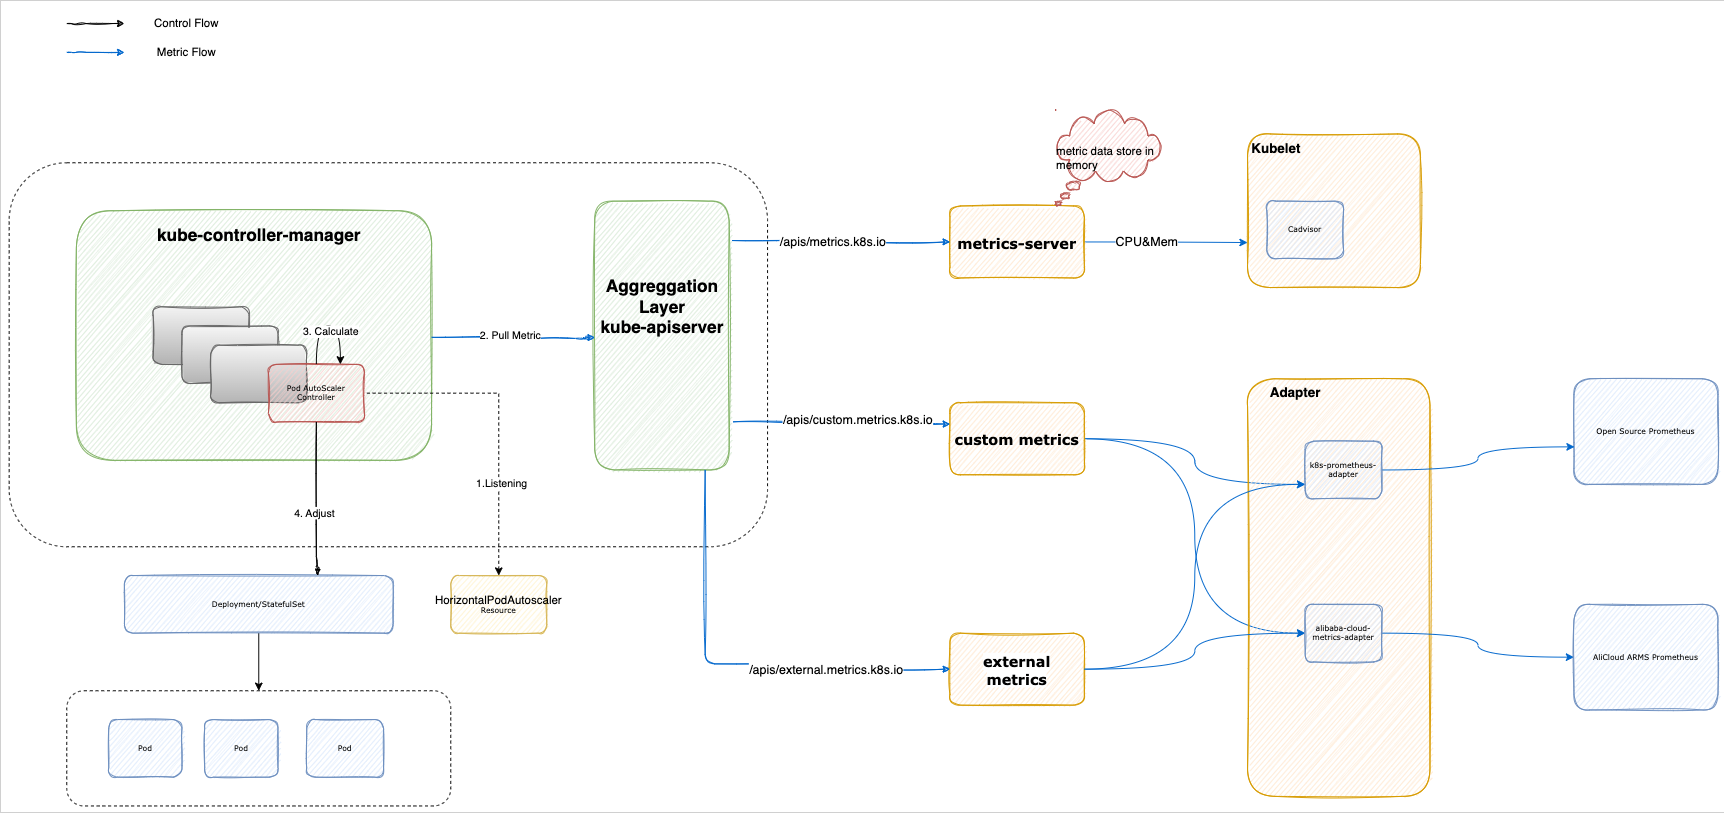 Control Flow
Metric Flow
metric data store in
memory
Kubelet
Cadvisor
kube-controller-manager
Aggreggation
Layer
kube-apiserver
/apis/metrics.k8s.io
metrics-server
CPU&Mem
3. Calculate
2. Pull Metric
Pod AutoScaler
Controller
/apis/custom.metrics.k8s.io
custom metrics
Adapter
k8s-prometheus-
adapter
Open Source Prometheus
1.Listening
4. Adjust
Deployment/StatefulSet
HorizontalPodAutoscaler
Resource
/apis/external.metrics.k8s.io
external
metrics
alibaba-cloud-
metrics-adapter
AliCloud ARMS Prometheus
Pod
Pod
Pod